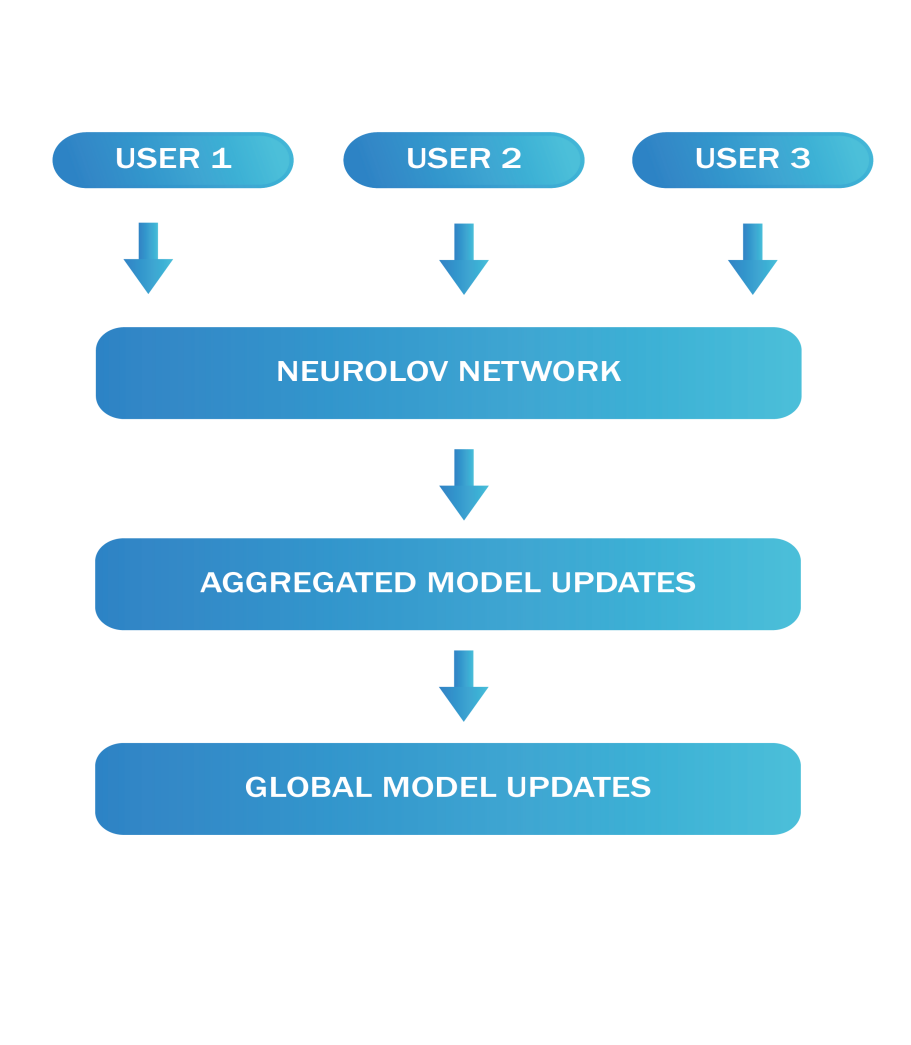 USER 1
USER 2
USER 3
NEUROLOV NETWORK
AGGREGATED MODEL UPDATES
GLOBAL MODEL UPDATES